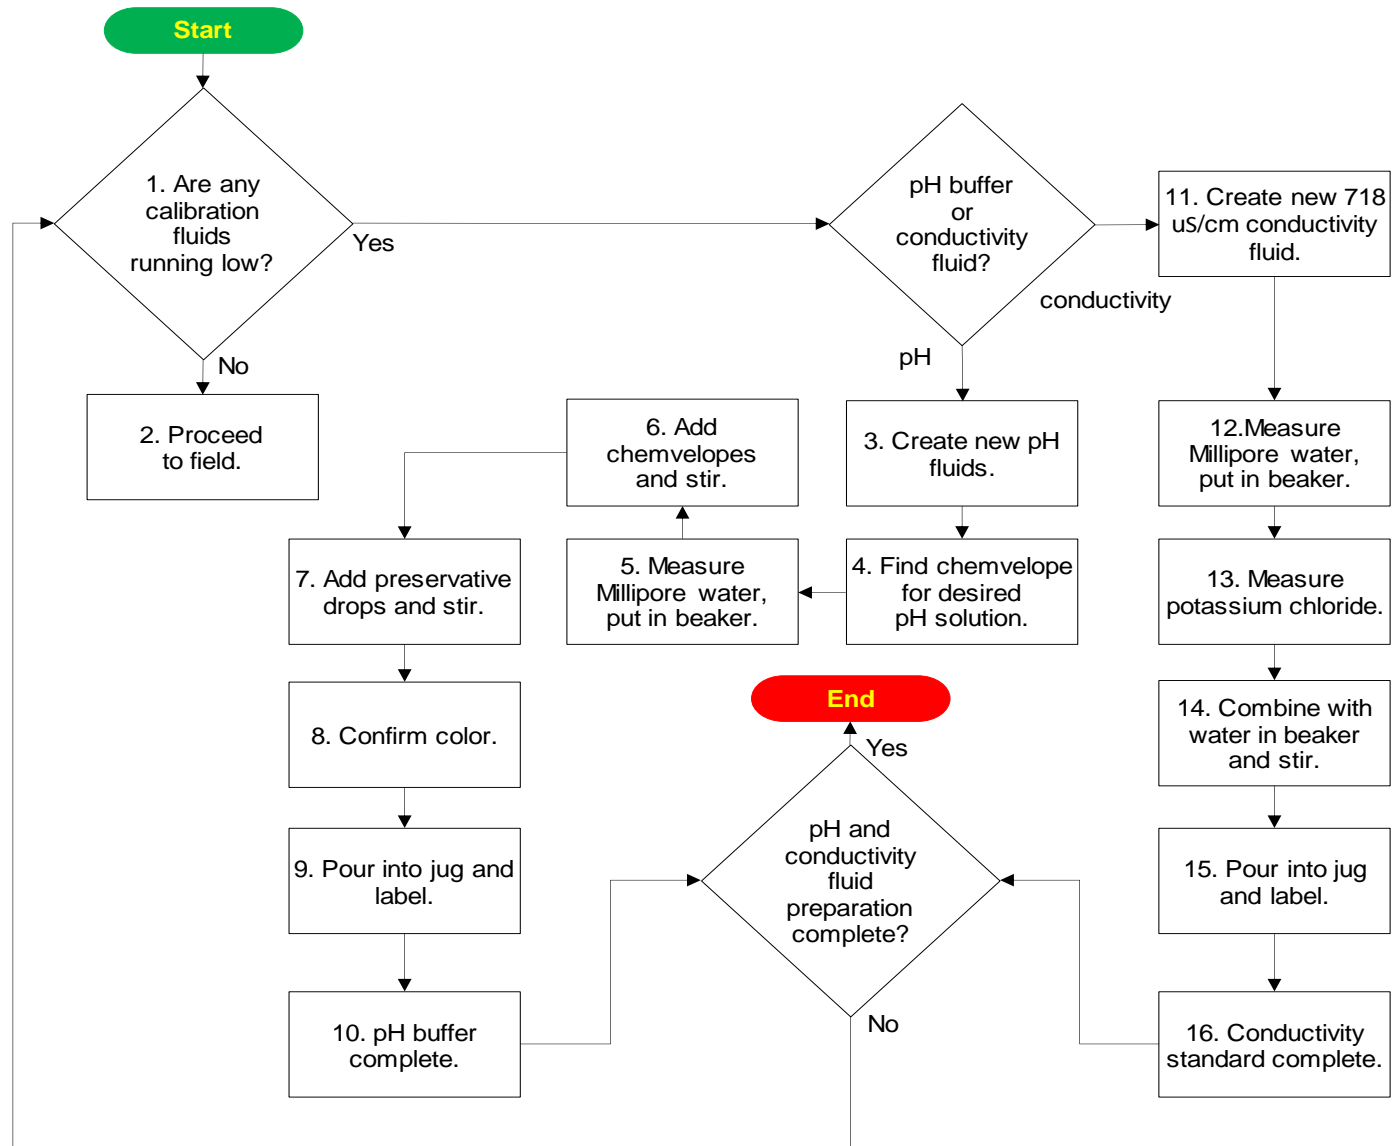 Start
1. Are any
calibration
fluids
running low?
Yes
No
2. Proceed
to field.
pH buffer
or
conductivity
fluid?
conductivity
pH
3. Create new pH
fluids.
4. Find chemvelope
for desired
pH solution.
5. Measure
Millipore water,
put in beaker.
6. Add
chemvelopes
and stir.
7. Add preservative
drops and stir.
8. Confirm color.
9. Pour into jug and
label.
10. pH buffer
complete.
11. Create new 718
uS/cm conductivity
fluid.
12.Measure
Millipore water,
put in beaker.
13. Measure
potassium chloride.
14. Combine with
water in beaker
and stir.
15. Pour into jug
and label.
16. Conductivity
standard complete.
pH and
conductivity
fluid
preparation
complete?
Yes
No
End